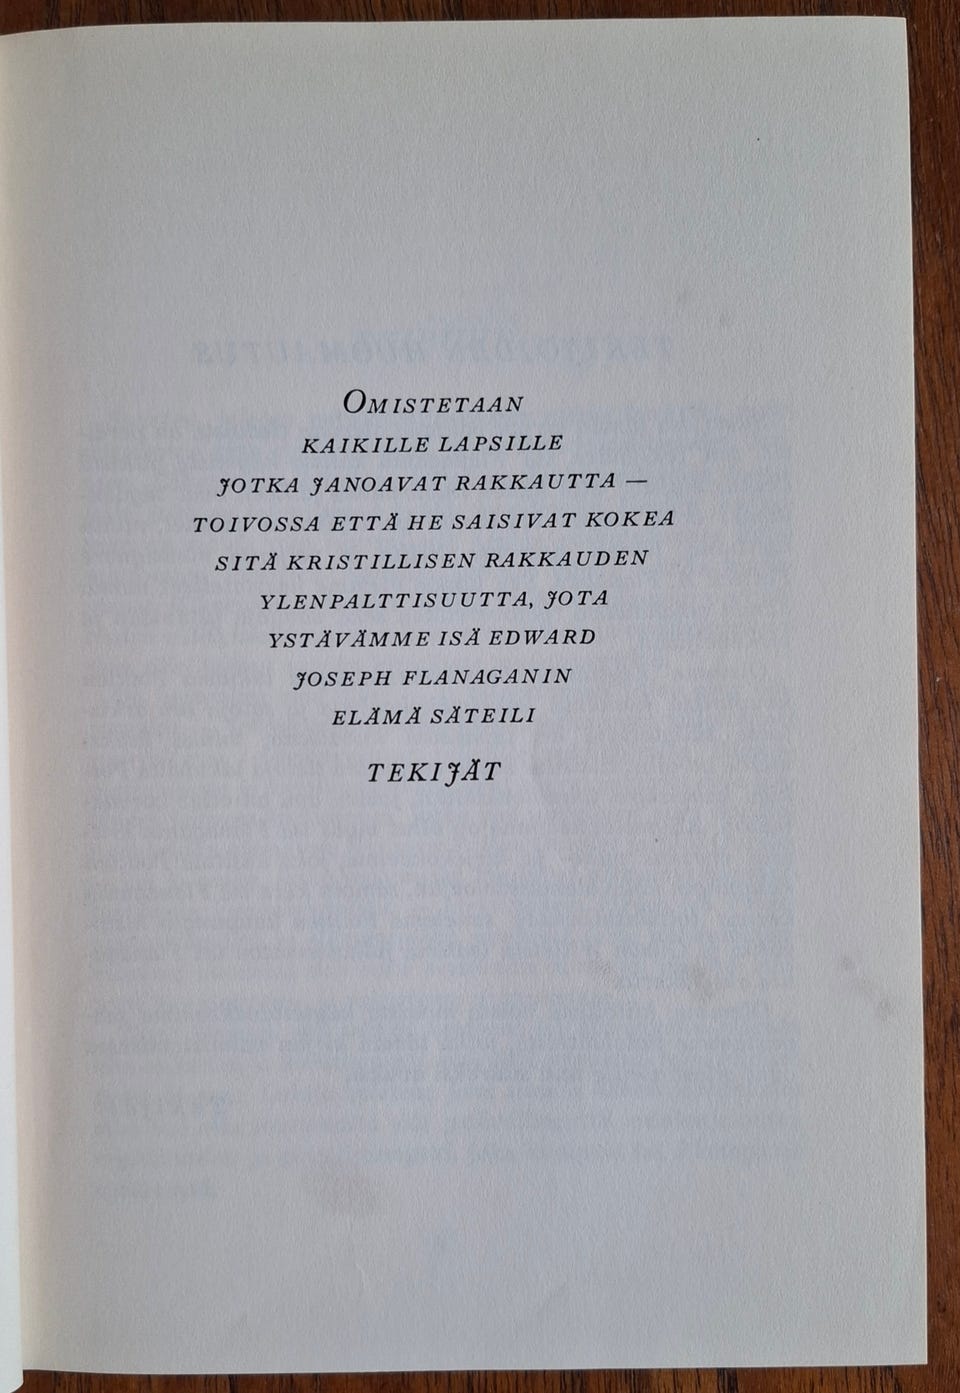 OMISTETAAN
KAIKILLE LAPSILLE
JOTKA JANOAVAT RAKKAUTTA —
TOIVOSSA ETTÄ HE SAISIVAT KOKEA
SITÄ KRISTILLISEN RAKKAUDEN
YLENPALTTISUUTTA, JOTA
YSTÄVÄMME ISÄ EDWARD
JOSEPH FLANAGANIN
ELÄMÄ SÄTEILI
TEKIJÄT